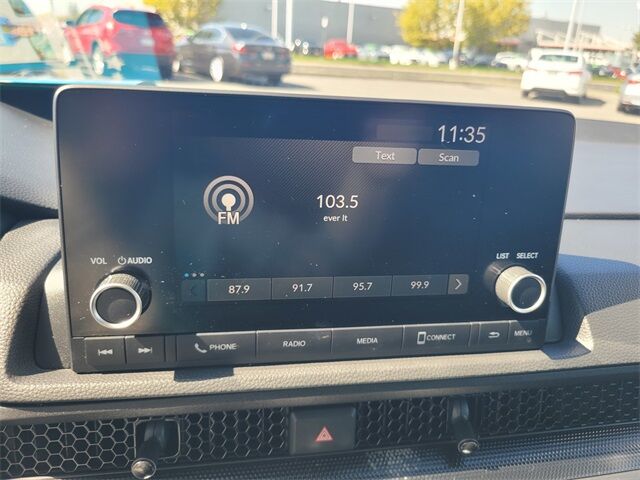 11:35
Text Scan
FM
103.5
ever It
VOL AUDIO
LIST SELECT
87.9 91.7 95.7 99.9
PHONE RADIO MEDIA CONNECT MENU